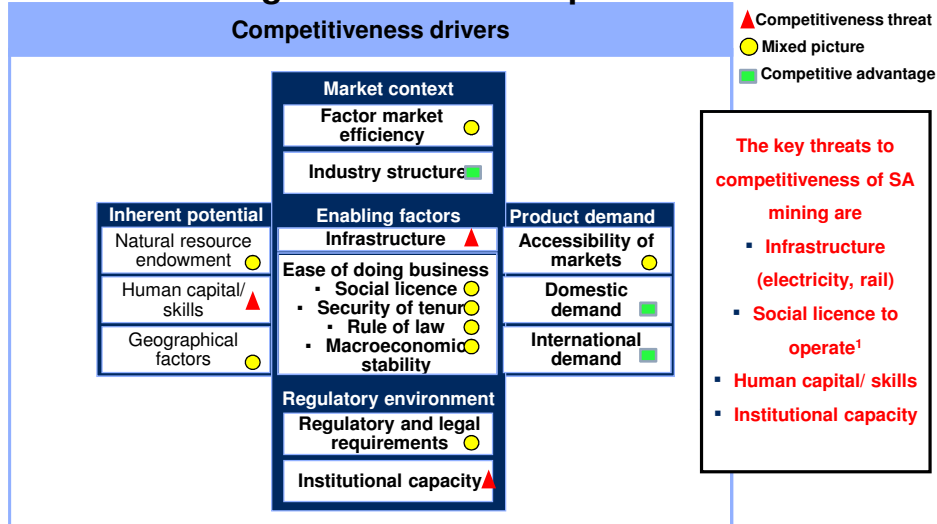 Competitiveness drivers
Competitiveness threat
Mixed picture
Competitive advantage
Market context
Factor market
efficiency
Industry structure
Inherent potential
Natural resource
endowment
Human capital/
skills
Geographical
factors
Enabling factors
Infrastructure
Ease of doing business
▪ Social licence
▪ Security of tenur
▪ Rule of law
▪ Macroeconomic
stability
Product demand
Accessibility of
markets
Domestic
demand
International
demand
Regulatory environment
Regulatory and legal
requirements
Institutional capacity
The key threats to
competitiveness of SA
mining are
▪ Infrastructure
(electricity, rail)
▪ Social licence to
operate¹
▪ Human capital/ skills
▪ Institutional capacity